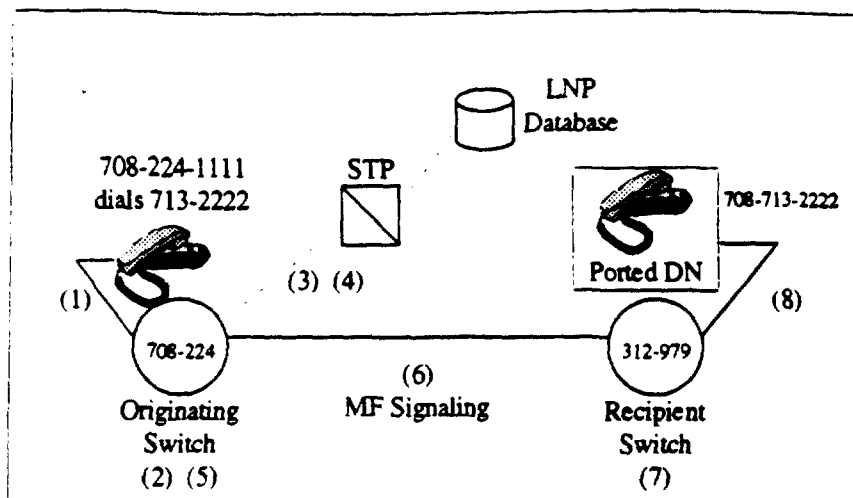 LNP
Database
708-224-1111
dials 713-2222
STP
708-713-2222
Ported DN
(1)
(3) (4)
(8)
708-224
312-979
(6)
MF Signaling
Originating
Switch
(2) (5)
Recipient
Switch
(7)